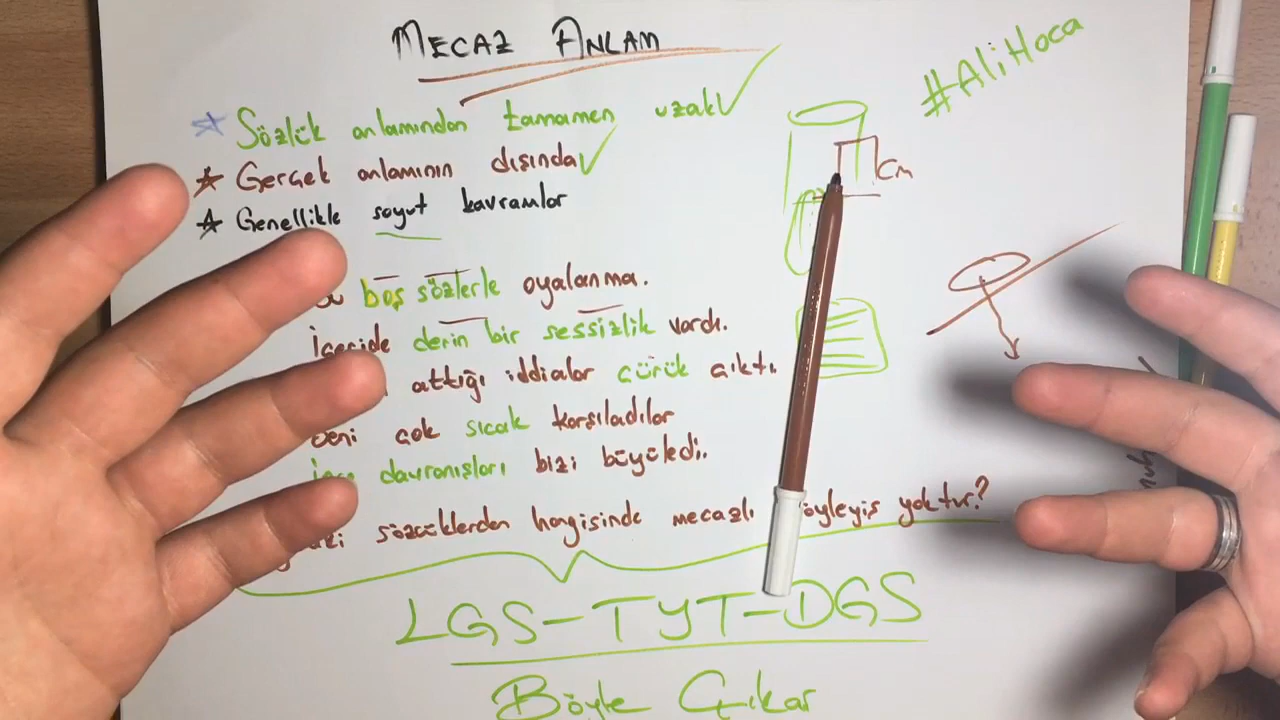 MECAZ ANLAM
#AliHoca
Sözlük anlamından tamamen uzak
Gerçek anlamının dışında
Genellikle soyut kavramlar
Cm
boş sözlerle oyalanma.
İçeride derin bir sessizlik vardı.
attığı iddialar çürük çıktı.
Beni çok sıcak karşıladılar
İnce davranışları bizi büyüledi.
sözcüklerden hangisinde mecazlı söyleyiş yoktur?
LGS-TYT-DGS
Böyle Çıkar